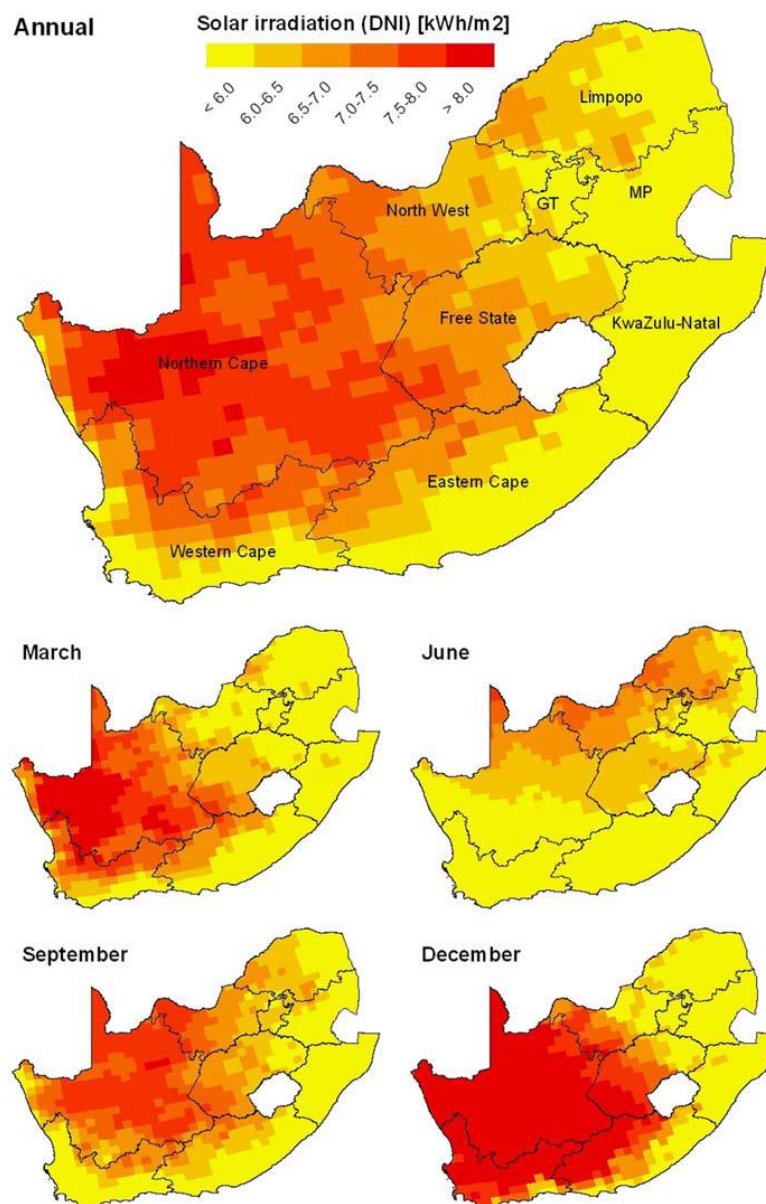 Annual
Solar irradiation (DNI) [kWh/m2]
< 6.0
6.0-6.5
6.5-7.0
7.0-7.5
7.5-8.0
> 8.0
Limpopo
North West
GT
MP
Free State
KwaZulu-Natal
Northern Cape
Eastern Cape
Western Cape
March
June
September
December